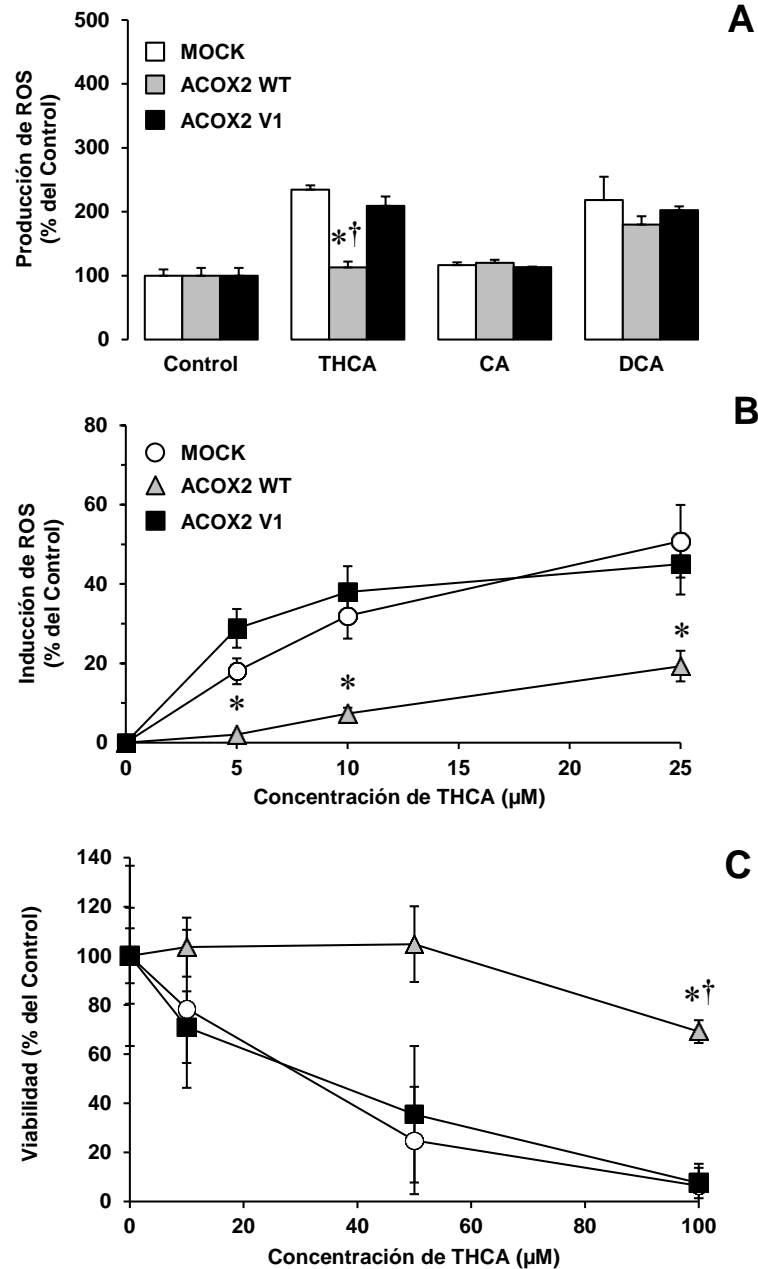 A
Producción de ROS
(% del Control)
500
400
300
200
100
0
MOCK
ACOX2 WT
ACOX2 V1
*†
Control THCA CA DCA
B
Inducción de ROS
(% del Control)
80
60
40
20
0
MOCK
ACOX2 WT
ACOX2 V1
*
*
*
0 5 10 15 20 25
Concentración de THCA (µM)
C
Viabilidad (% del Control)
140
120
100
80
60
40
20
0
*†
0 20 40 60 80 100
Concentración de THCA (µM)